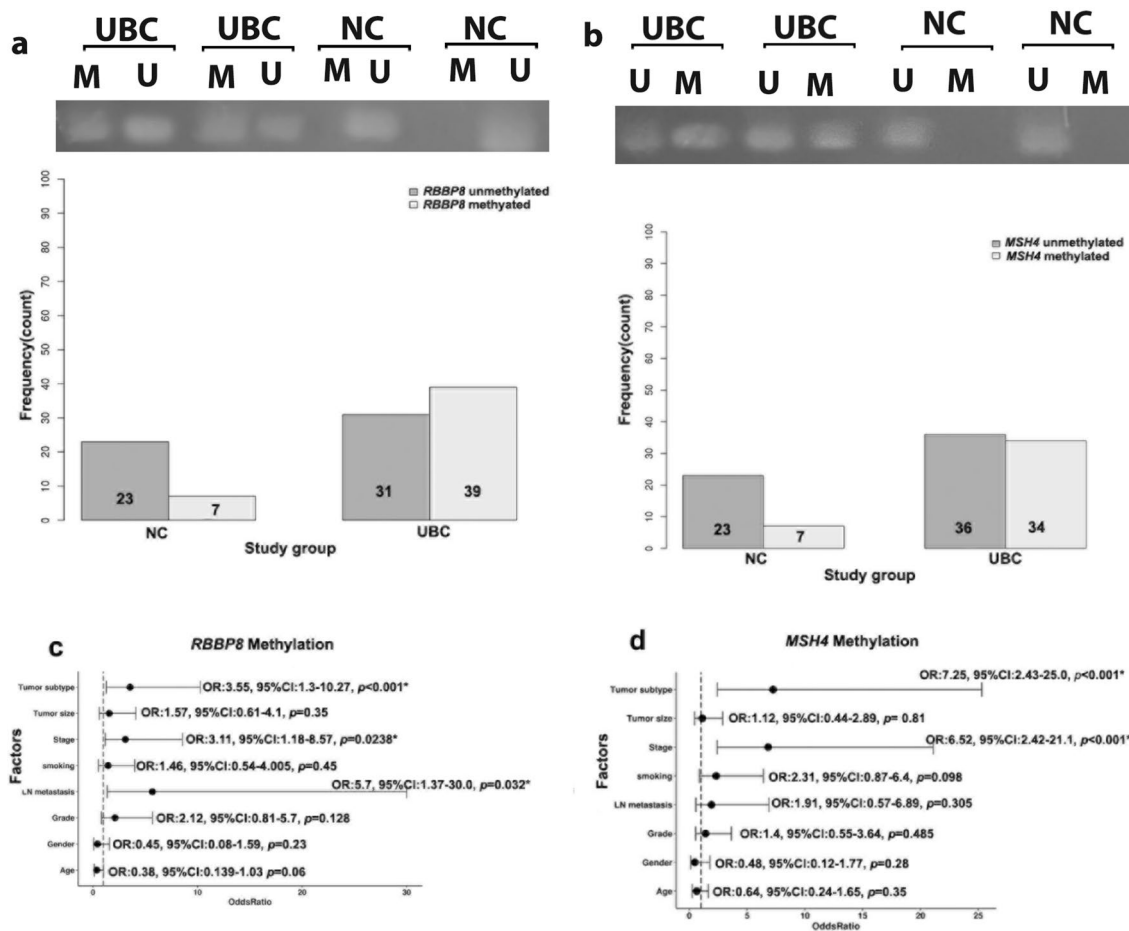 a
UBC UBC NC NC
M U M U M U M U
100
90
80
70
60
50
40
30
20
10
0
Frequency(count)
RBBP8 unmethylated
RBBP8 methyated
23 7 31 39
NC UBC
Study group
b
UBC UBC NC NC
U M U M U M U M
100
90
80
70
60
50
40
30
20
10
0
Frequency(count)
MSH4 unmethylated
MSH4 methylated
23 7 36 34
NC UBC
Study group
c
RBBP8 Methylation
Factors
Tumor subtype OR:3.55, 95%CI:1.3-10.27, p<0.001*
Tumor size OR:1.57, 95%CI:0.61-4.1, p=0.35
Stage OR:3.11, 95%CI:1.18-8.57, p=0.0238*
smoking OR:1.46, 95%CI:0.54-4.005, p=0.45
LN metastasis OR:5.7, 95%CI:1.37-30.0, p=0.032*
Grade OR:2.12, 95%CI:0.81-5.7, p=0.128
Gender OR:0.45, 95%CI:0.08-1.59, p=0.23
Age OR:0.38, 95%CI:0.139-1.03 p=0.06
0 10 20 30
OddsRatio
d
MSH4 Methylation
Factors
Tumor subtype OR:7.25, 95%CI:2.43-25.0, p<0.001*
Tumor size OR:1.12, 95%CI:0.44-2.89, p= 0.81
Stage OR:6.52, 95%CI:2.42-21.1, p<0.001*
smoking OR:2.31, 95%CI:0.87-6.4, p=0.098
LN metastasis OR:1.91, 95%CI:0.57-6.89, p=0.305
Grade OR:1.4, 95%CI:0.55-3.64, p=0.485
Gender OR:0.48, 95%CI:0.12-1.77, p=0.28
Age OR:0.64, 95%CI:0.24-1.65, p=0.35
0 5 10 15 20 25
OddsRatio